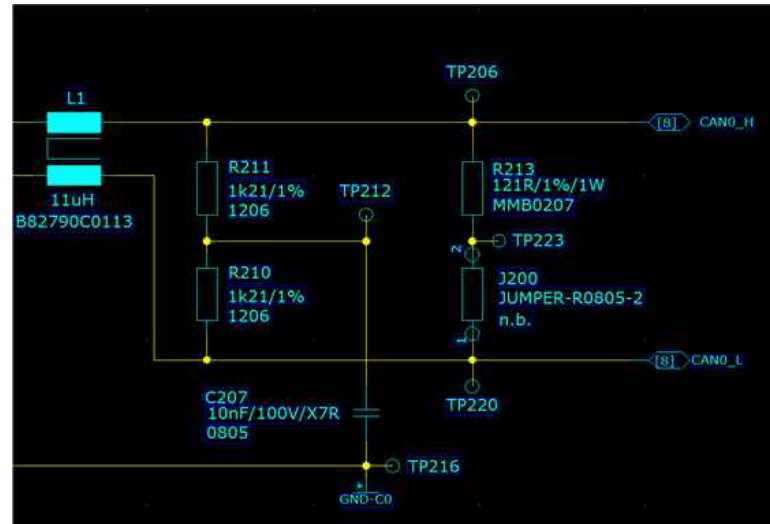 TP206
L1
[8]
CAN0_H
R211
1k21/1%
1206
TP212
R213
121R/1%/1W
MMB0207
11uH
B82790C0113
2
TP223
R210
1k21/1%
1206
J200
JUMPER-R0805-2
n.b.
1
[8]
CAN0_L
C207
10nF/100V/X7R
0805
TP220
TP216
*
GND-C0